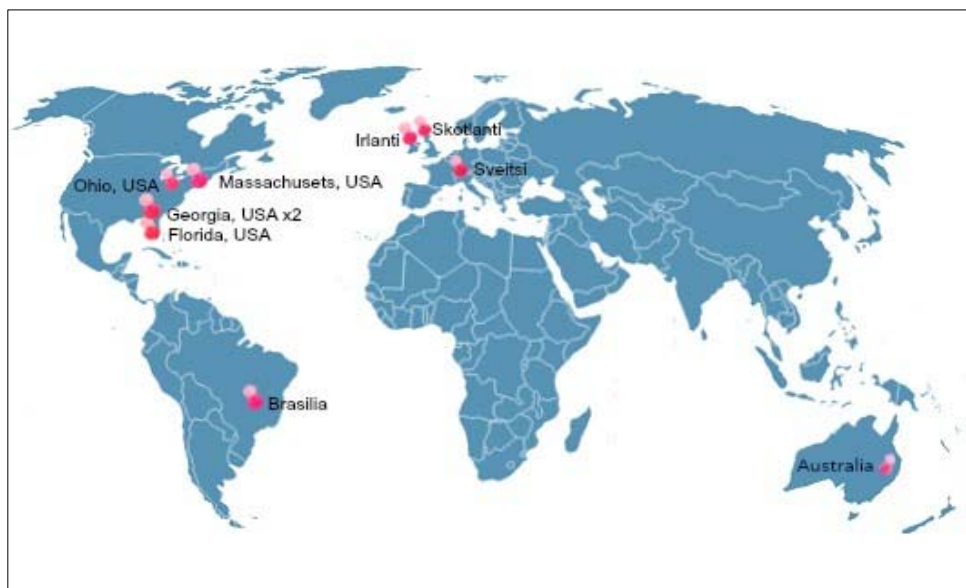 Skotlanti
Irlanti
Sveitsi
Ohio, USA
Massachusets, USA
Georgia, USA x2
Florida, USA
Brasilia
Australia